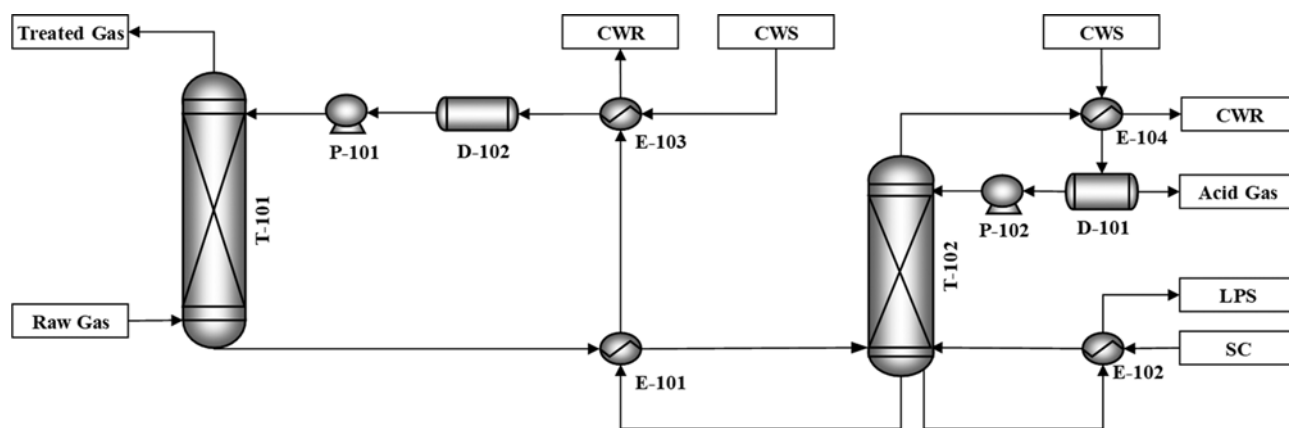 Treated Gas
CWR
CWS
CWS
CWR
E-104
P-101
D-102
E-103
Acid Gas
P-102
D-101
T-101
T-102
LPS
Raw Gas
SC
E-101
E-102